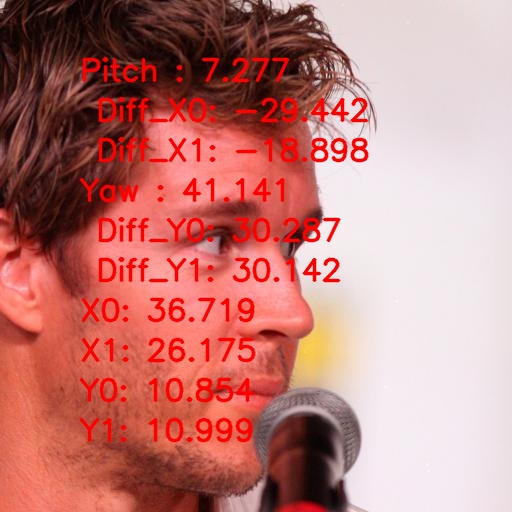 Pitch : 7.277
Diff_X0: -29.442
Diff_X1: -18.898
Yaw : 41.141
Diff_Y0: 30.287
Diff_Y1: 30.142
X0: 36.719
X1: 26.175
Y0: 10.854
Y1: 10.999